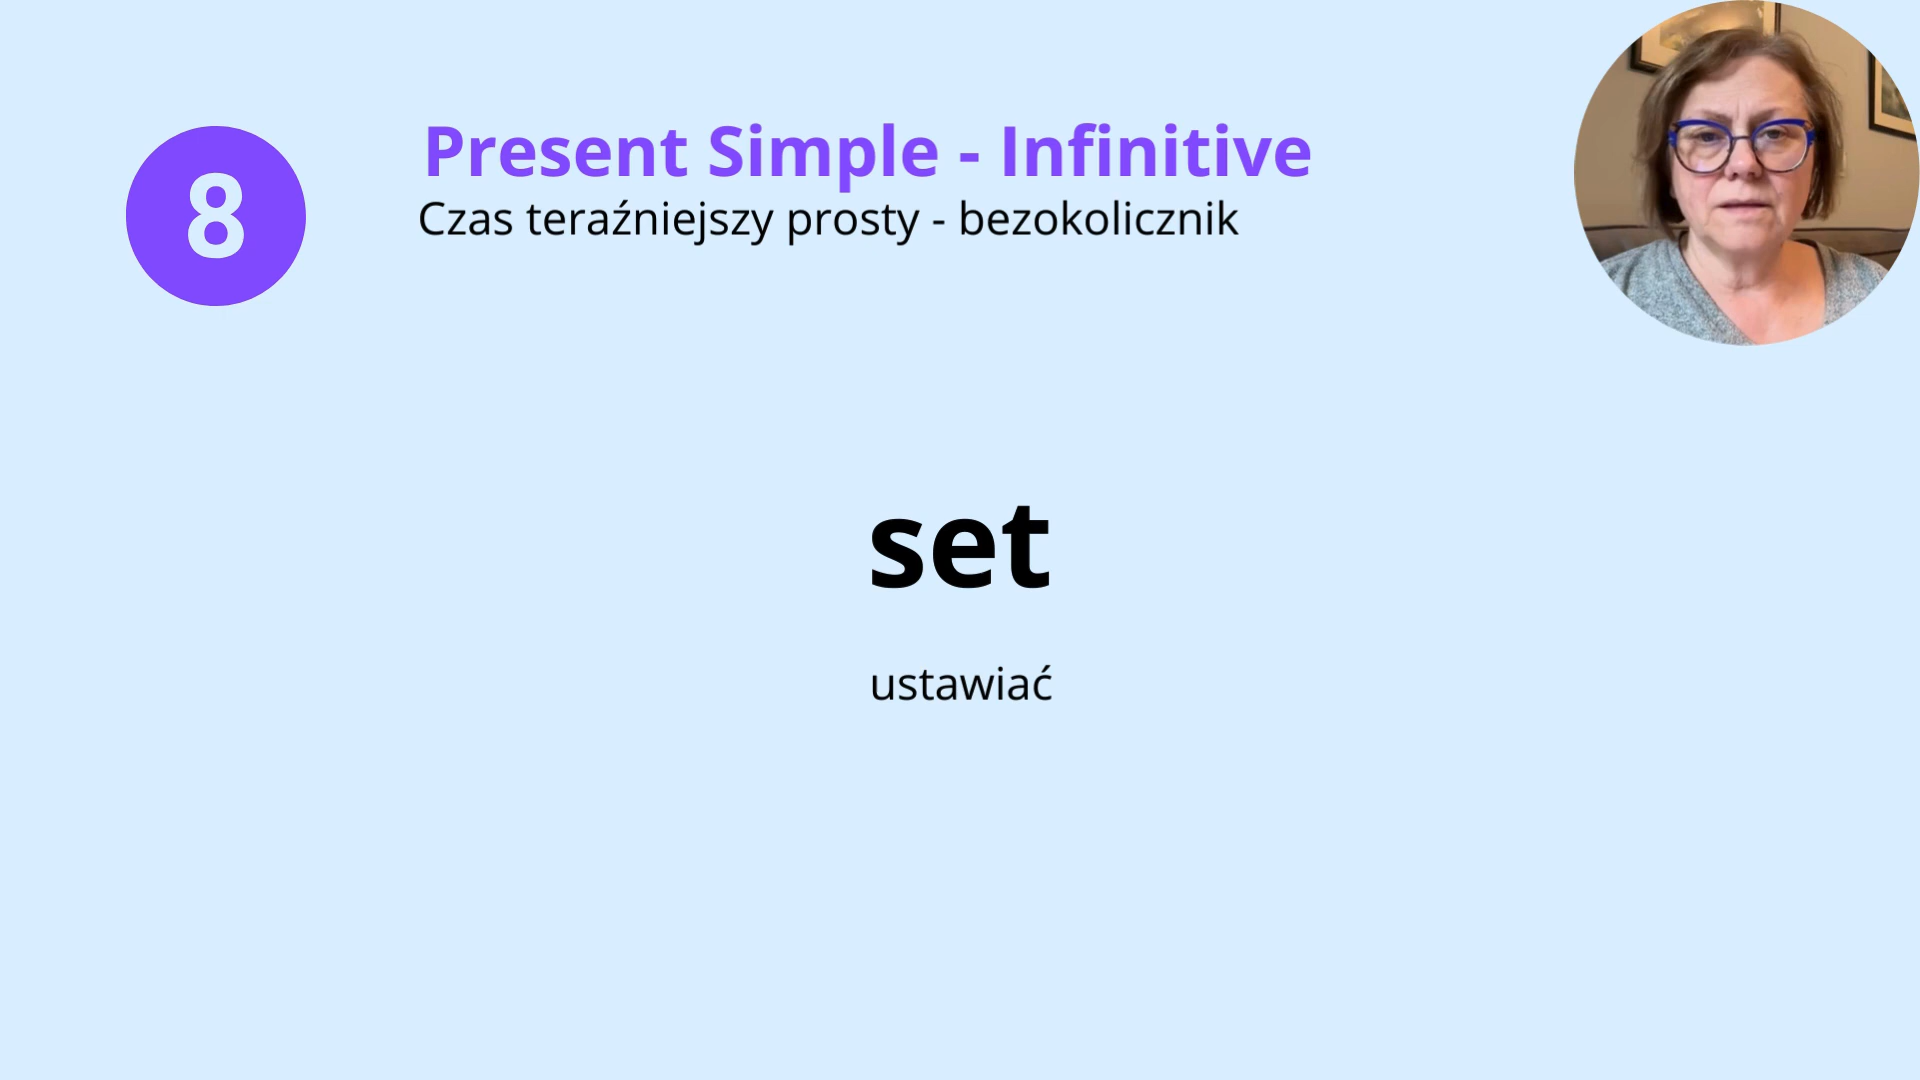 8
Present Simple - Infinitive
Czas teraźniejszy prosty - bezokolicznik
set
ustawiać